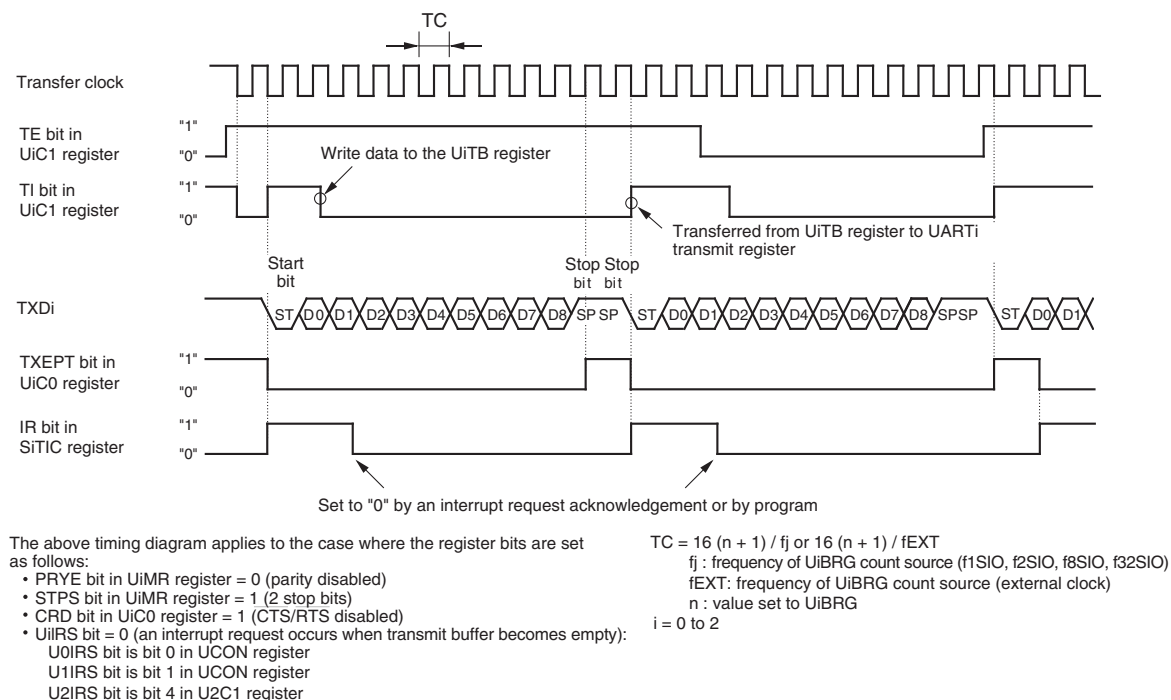 TC
Transfer clock
TE bit in
UiC1 register
"1"
"0"
Write data to the UiTB register
TI bit in
UiC1 register
"1"
"0"
Transferred from UiTB register to UARTi
transmit register
Start
bit
Stop Stop
bit bit
TXDi
ST D0 D1 D2 D3 D4 D5 D6 D7 D8 SP SP ST D0 D1 D2 D3 D4 D5 D6 D7 D8 SPSP ST D0 D1
TXEPT bit in
UiC0 register
"1"
"0"
IR bit in
SiTIC register
"1"
"0"
Set to "0" by an interrupt request acknowledgement or by program
The above timing diagram applies to the case where the register bits are set
as follows:
• PRYE bit in UiMR register = 0 (parity disabled)
• STPS bit in UiMR register = 1 (2 stop bits)
• CRD bit in UiC0 register = 1 (CTS/RTS disabled)
• UiIRS bit = 0 (an interrupt request occurs when transmit buffer becomes empty):
U0IRS bit is bit 0 in UCON register
U1IRS bit is bit 1 in UCON register
U2IRS bit is bit 4 in U2C1 register
TC = 16 (n + 1) / fj or 16 (n + 1) / fEXT
fj : frequency of UiBRG count source (f1SIO, f2SIO, f8SIO, f32SIO)
fEXT: frequency of UiBRG count source (external clock)
n : value set to UiBRG
i = 0 to 2